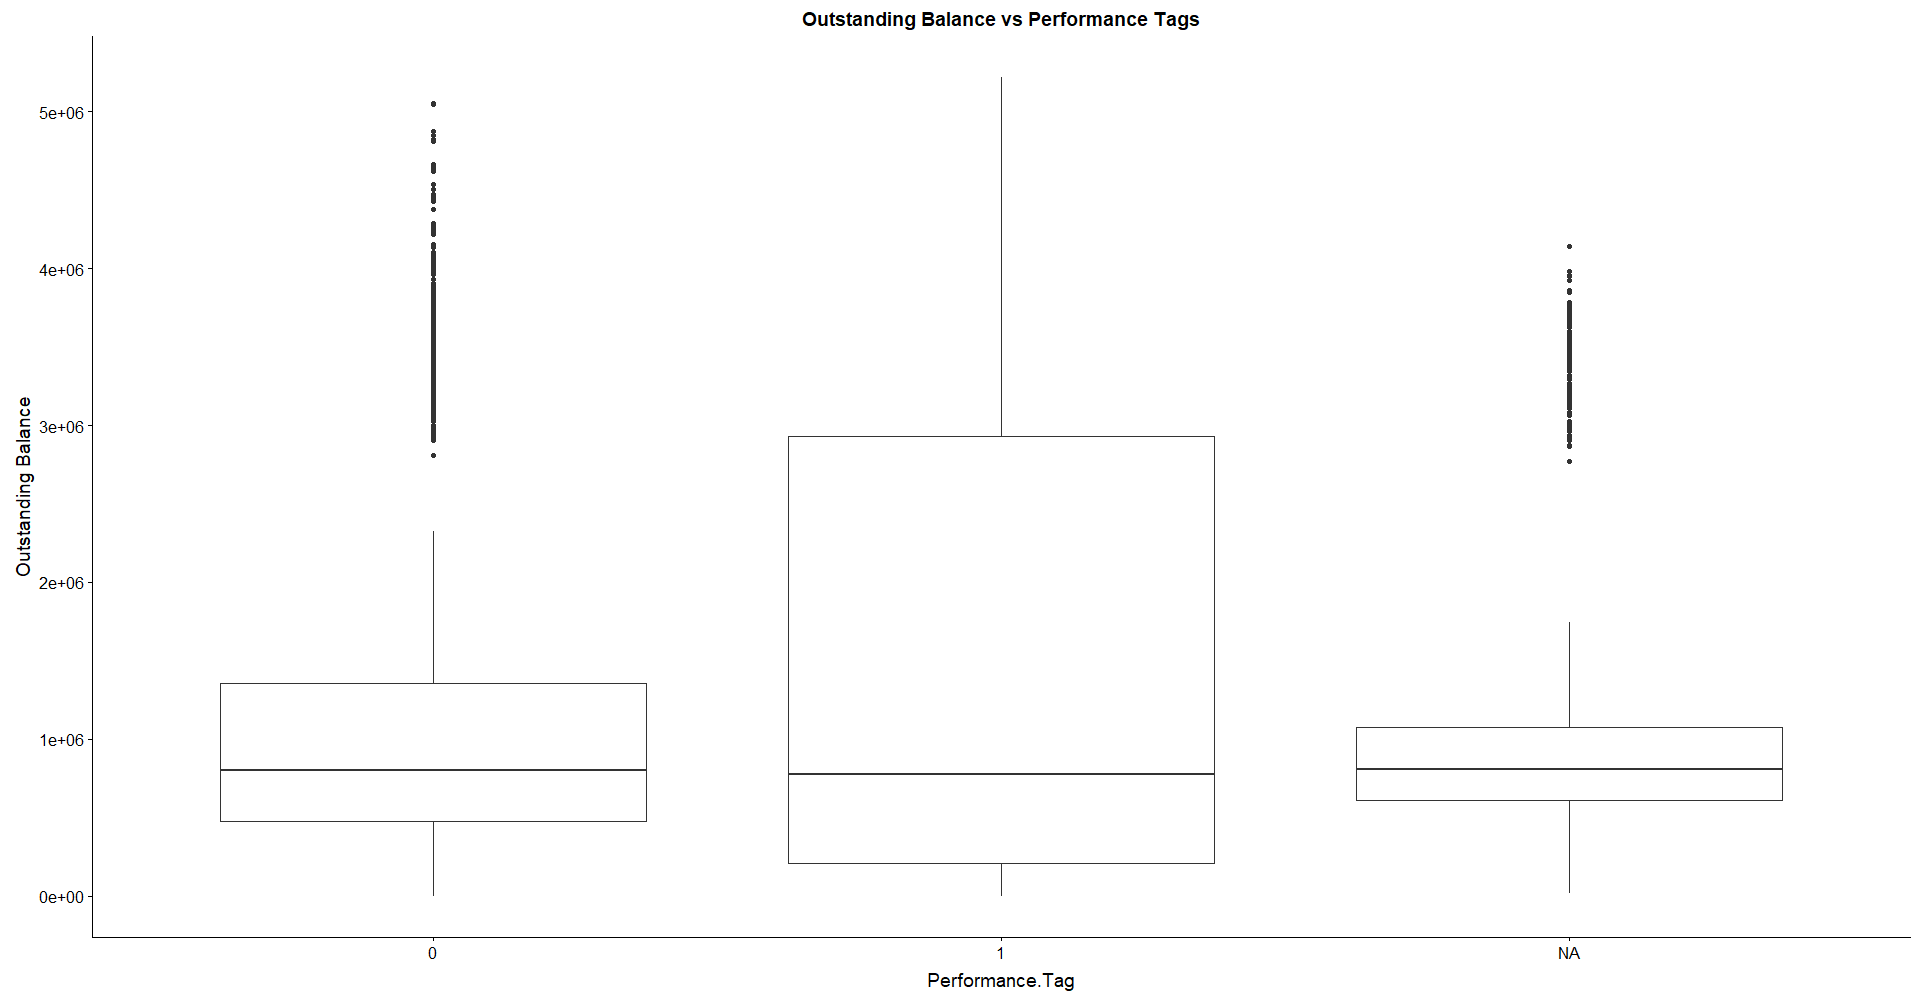 Outstanding Balance vs Performance Tags
Outstanding Balance
5e+06
4e+06
3e+06
2e+06
1e+06
0e+00
0
1
NA
Performance.Tag